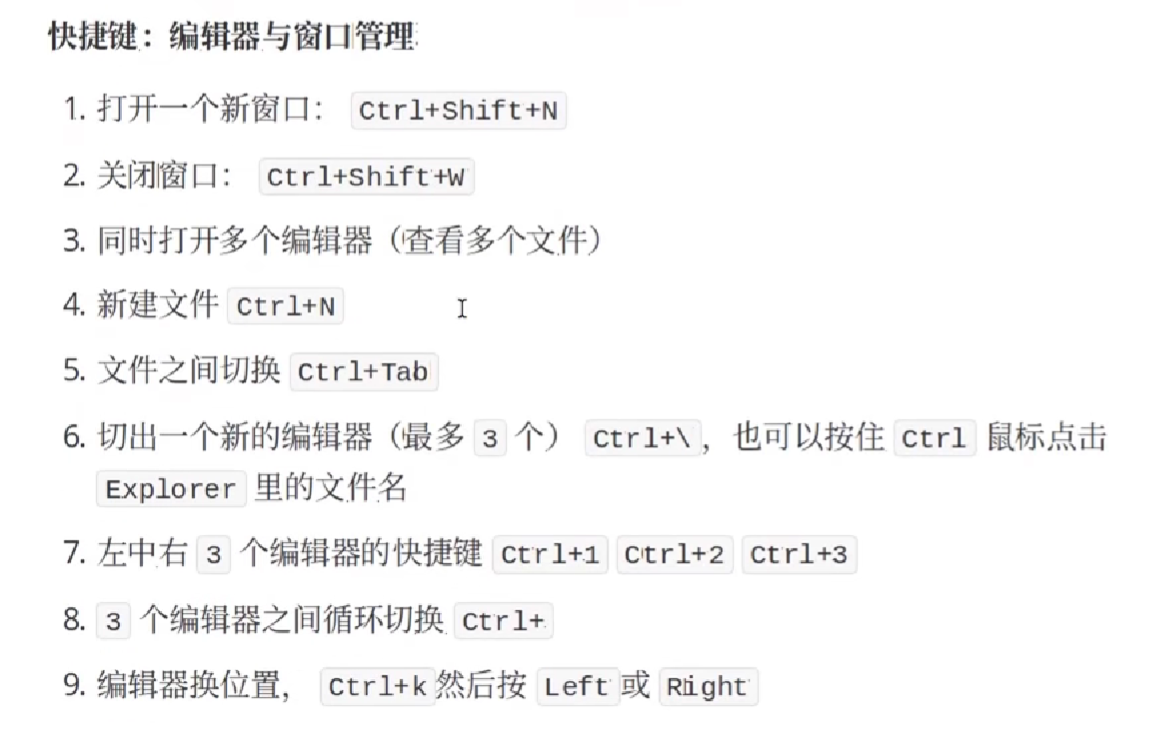 快捷键：编辑器与窗口管理
1. 打开一个新窗口： Ctrl+Shift+N
2. 关闭窗口： Ctrl+Shift+W
3. 同时打开多个编辑器（查看多个文件）
4. 新建文件 Ctrl+N
5. 文件之间切换 Ctrl+Tab
6. 切出一个新的编辑器（最多 3 个） Ctrl+\，也可以按住 Ctrl 鼠标点击
Explorer 里的文件名
7. 左中右 3 个编辑器的快捷键 Ctrl+1 Ctrl+2 Ctrl+3
8. 3 个编辑器之间循环切换 Ctrl+
9. 编辑器换位置， Ctrl+k然后按 Left 或 Right